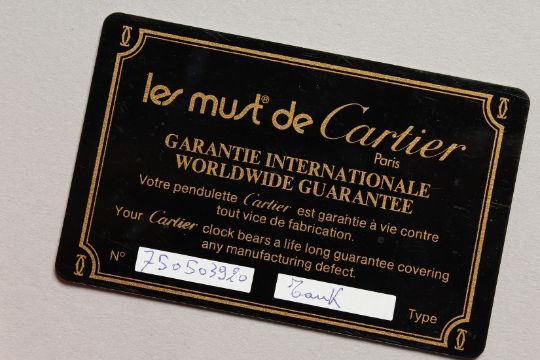 les must® de Cartier
Paris
GARANTIE INTERNATIONALE
WORLDWIDE GUARANTEE
Votre pendulette Cartier est garantie à vie contre
tout vice de fabrication.
Your Cartier clock bears a life long guarantee covering
any manufacturing defect.
N° 750503920 Tank Type